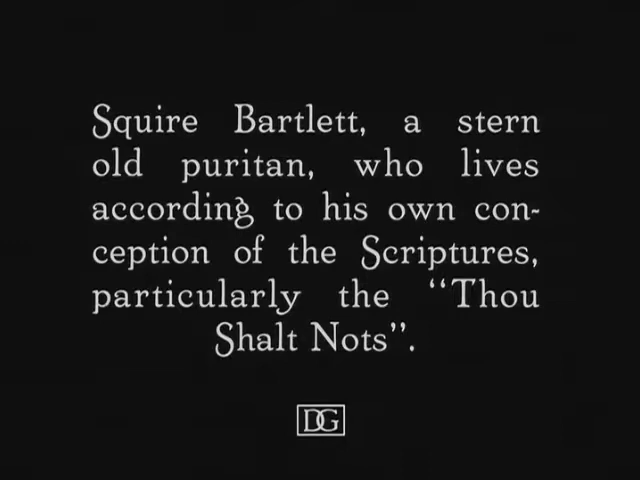 Squire Bartlett, a stern
old puritan, who lives
according to his own con-
ception of the Scriptures,
particularly the “Thou
Shalt Nots”.
DG